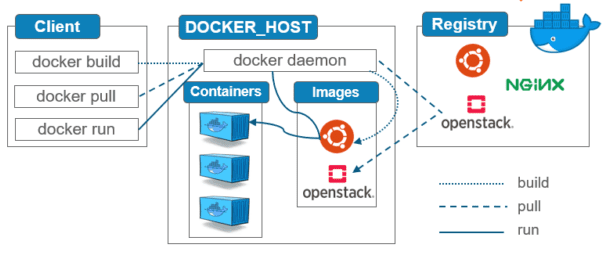 Client
docker build
docker pull
docker run
DOCKER_HOST
docker daemon
Containers
Images
openstack.
Registry
NGINX
openstack.
build
pull
run